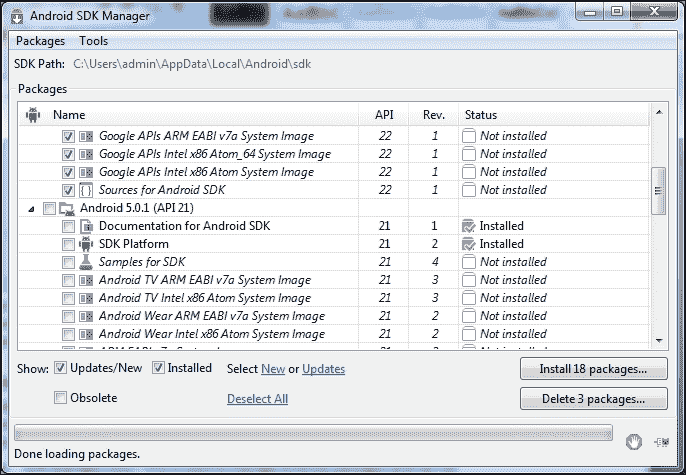 Android SDK Manager
Packages Tools
SDK Path: C:\Users\admin\AppData\Local\Android\sdk
Packages
Name API Rev. Status
Google APIs ARM EABI v7a System Image 22 1 Not installed
Google APIs Intel x86 Atom_64 System Image 22 1 Not installed
Google APIs Intel x86 Atom System Image 22 1 Not installed
Sources for Android SDK 22 1 Not installed
Android 5.0.1 (API 21)
Documentation for Android SDK 21 1 Installed
SDK Platform 21 2 Installed
Samples for SDK 21 4 Not installed
Android TV ARM EABI v7a System Image 21 3 Not installed
Android TV Intel x86 Atom System Image 21 3 Not installed
Android Wear ARM EABI v7a System Image 21 2 Not installed
Android Wear Intel x86 Atom System Image 21 2 Not installed
Show: Updates/New Installed Select New or Updates Install 18 packages...
Obsolete Deselect All Delete 3 packages...
Done loading packages.